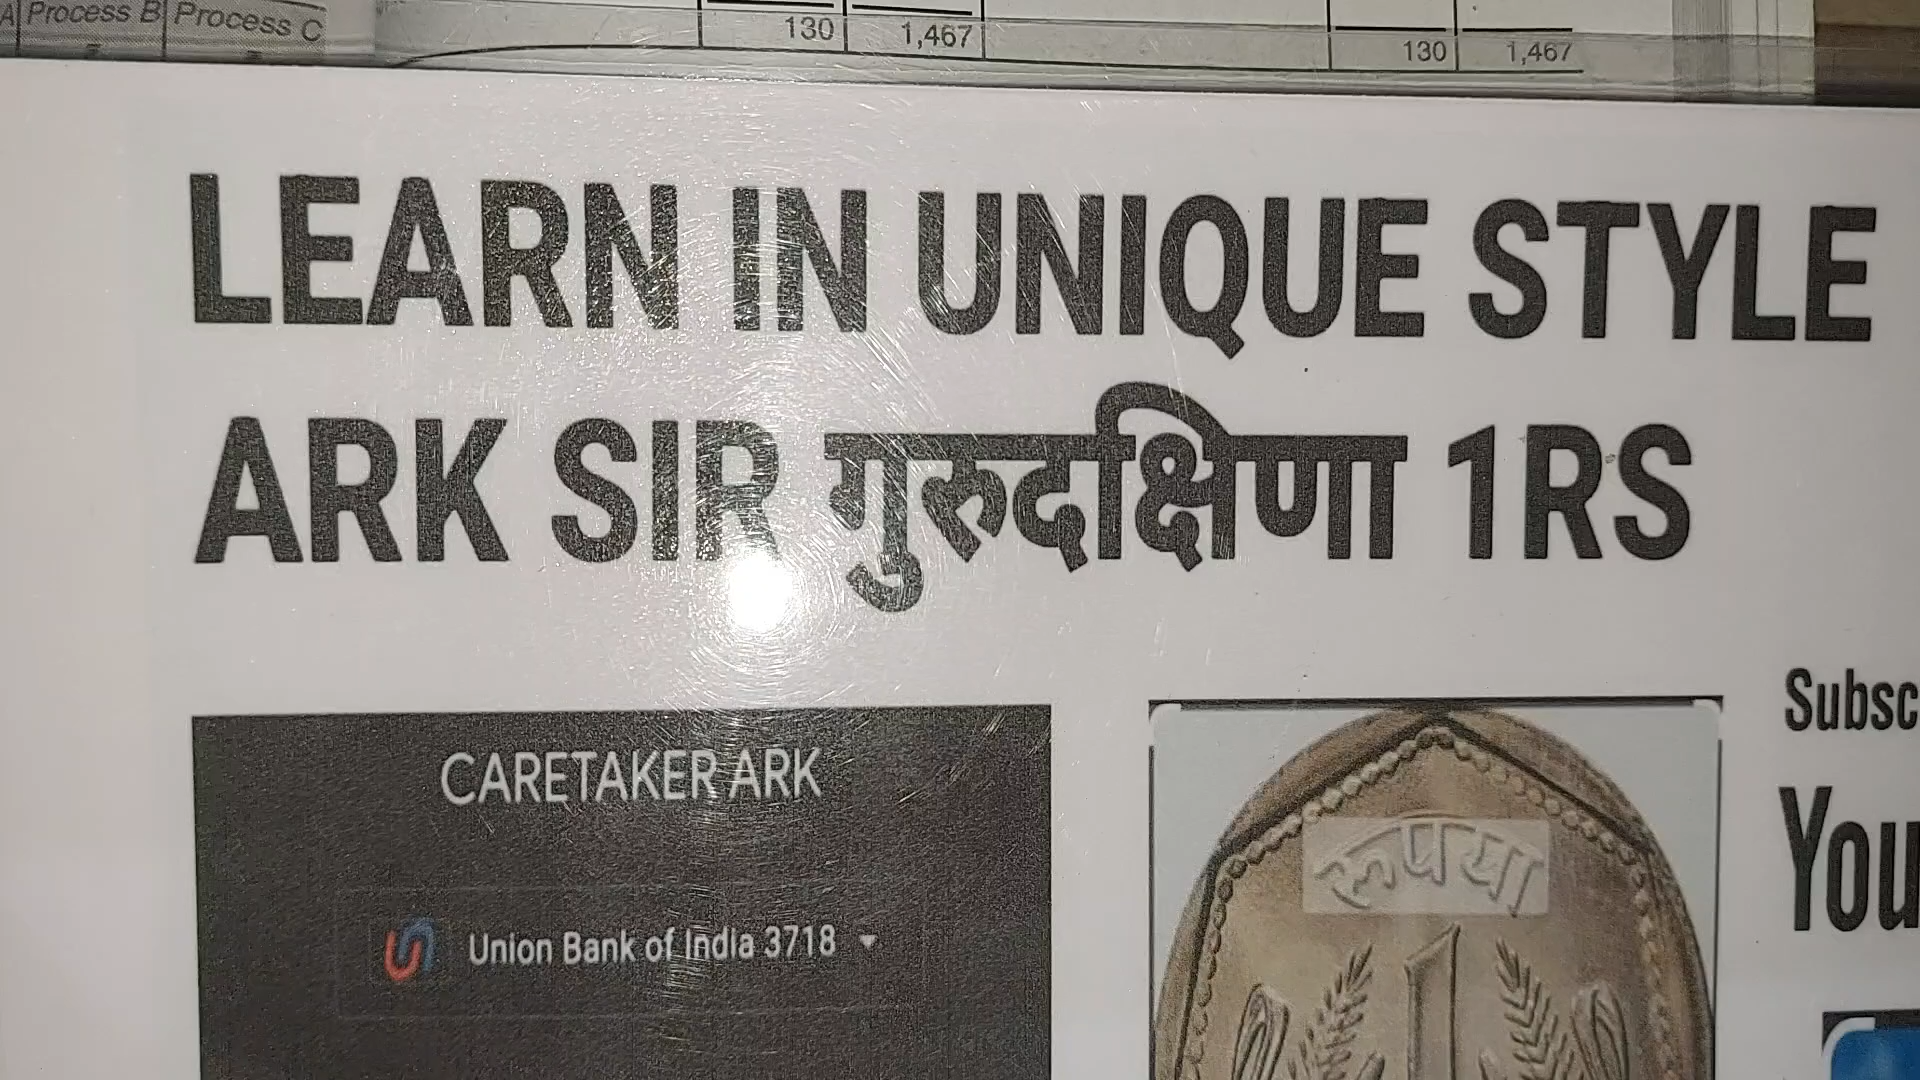 A Process B Process C
130 1,467 130 1,467
LEARN IN UNIQUE STYLE
ARK SIR गुरुदक्षिणा 1RS
CARETAKER ARK
Union Bank of India 3718
रूपया
1
Subsc
You